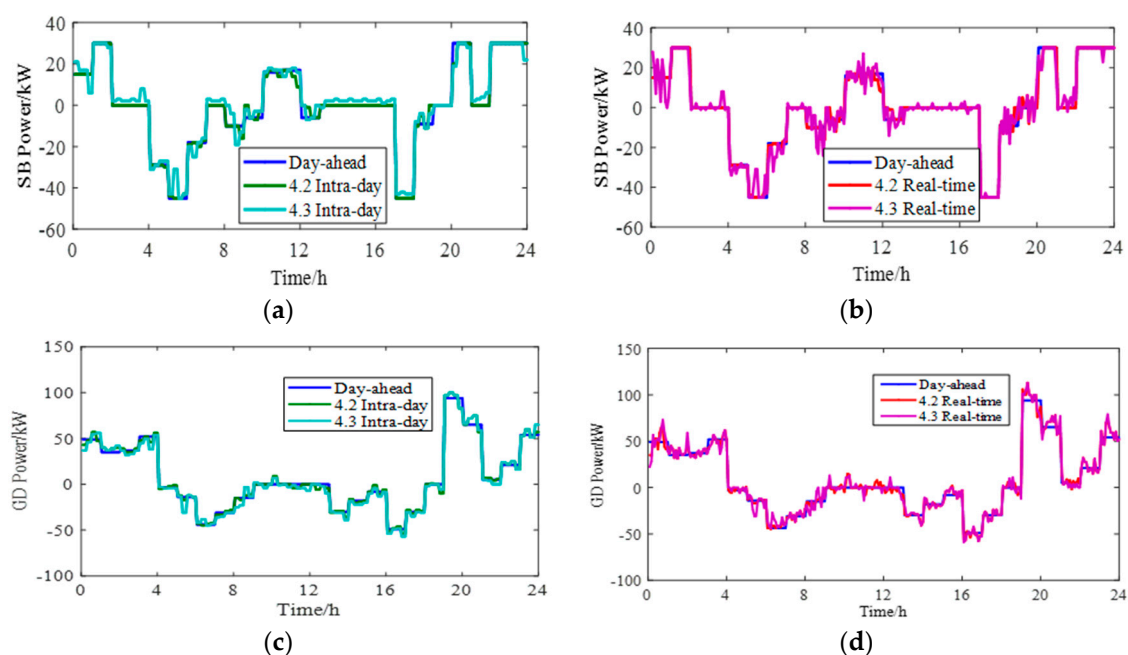 40
20
0
-20
-40
-60
SB Power/kW
Day-ahead
4.2 Intra-day
4.3 Intra-day
0 4 8 12 16 20 24
Time/h
(a)
40
20
0
-20
-40
-60
SB Power/kW
Day-ahead
4.2 Real-time
4.3 Real-time
0 4 8 12 16 20 24
Time/h
(b)
150
100
50
0
-50
-100
GD Power/kW
Day-ahead
4.2 Intra-day
4.3 Intra-day
0 4 8 12 16 20 24
Time/h
(c)
150
100
50
0
-50
-100
GD Power/kW
Day-ahead
4.2 Real-time
4.3 Real-time
0 4 8 12 16 20 24
Time/h
(d)